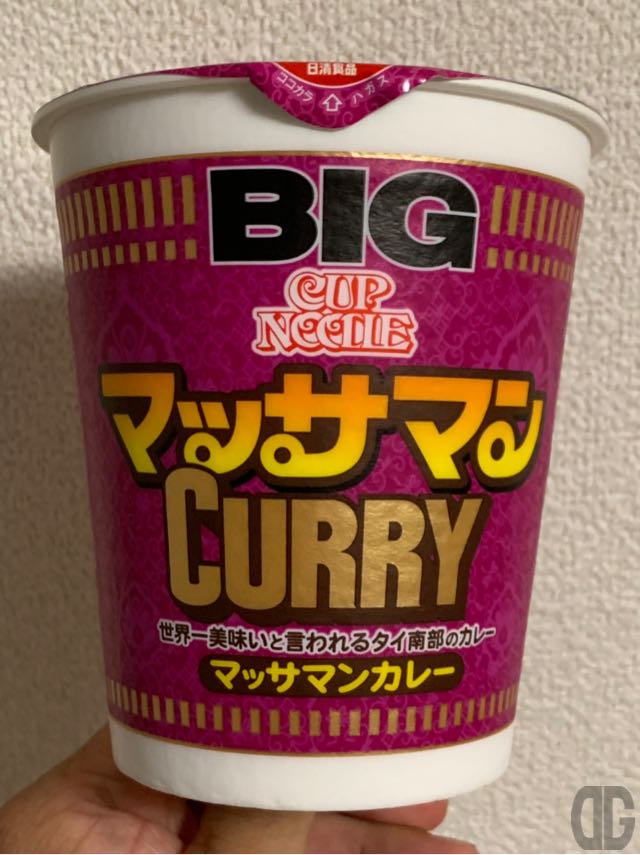 日清食品
ココカラ⇧ハガス
BIG
CUP
NOODLE
マッサマン
CURRY
世界一美味いと言われるタイ南部のカレー
マッサマンカレー
DG